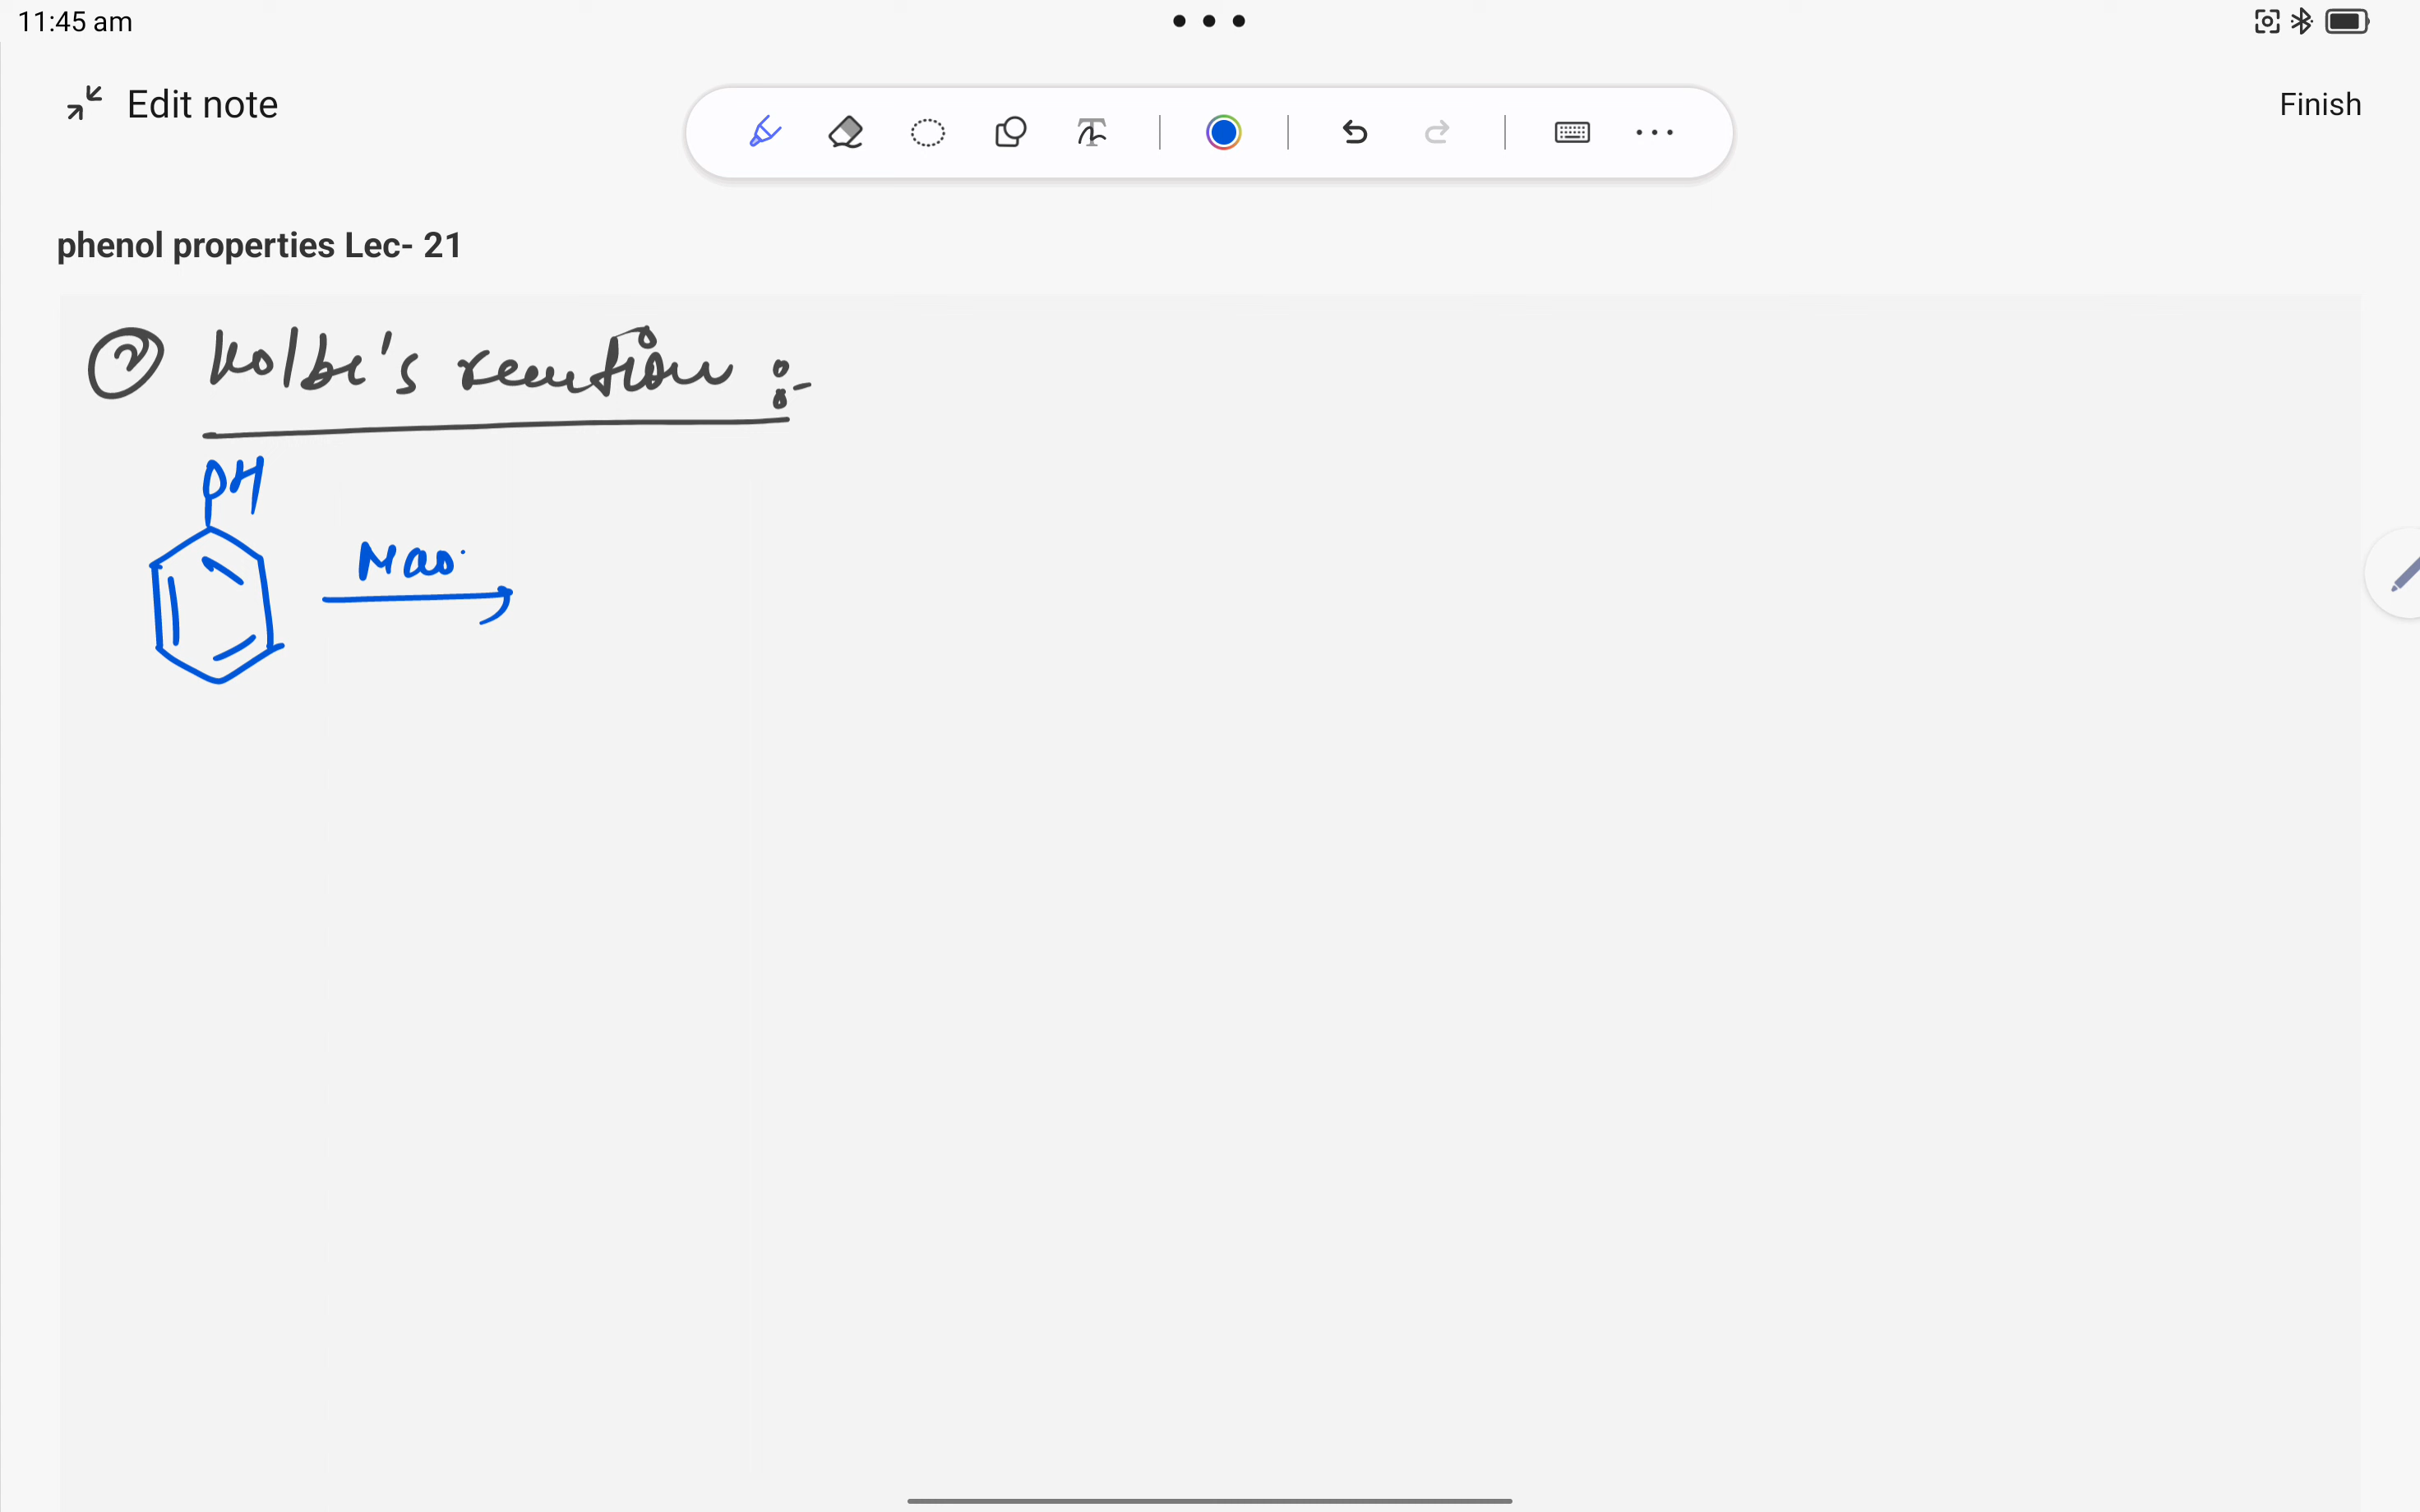 11:45 am
Edit note
Finish
phenol properties Lec- 21
② Kolbe's reaction :-
OH
Nao